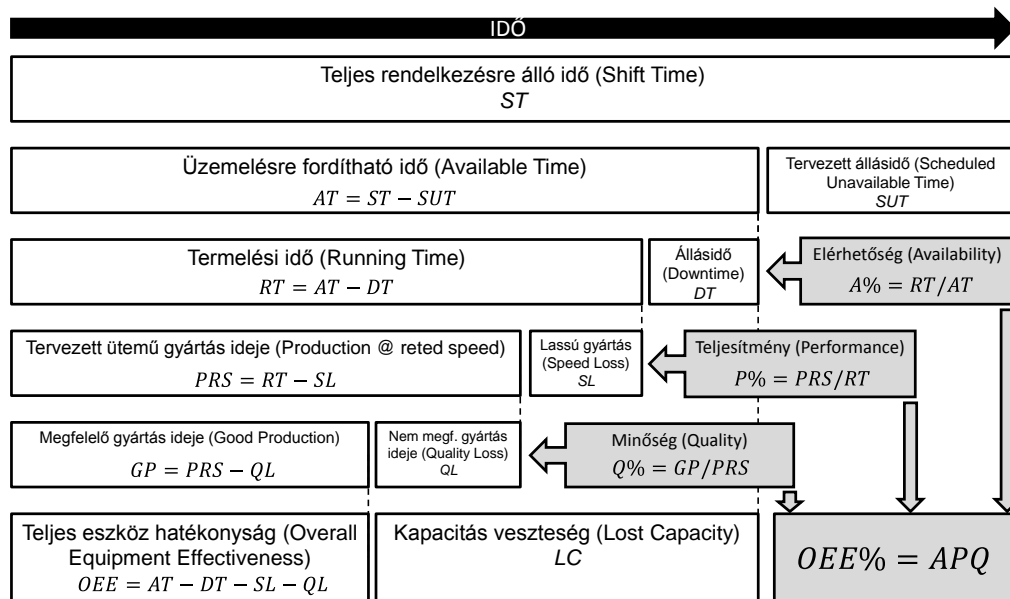 IDŐ
Teljes rendelkezésre álló idő (Shift Time)
ST
Üzemelésre fordítható idő (Available Time)
AT = ST − SUT
Tervezett állásidő (Scheduled
Unavailable Time)
SUT
Termelési idő (Running Time)
RT = AT − DT
Állásidő
(Downtime)
DT
Elérhetőség (Availability)
A% = RT/AT
Tervezett ütemű gyártás ideje (Production @ reted speed)
PRS = RT − SL
Lassú gyártás
(Speed Loss)
SL
Teljesítmény (Performance)
P% = PRS/RT
Megfelelő gyártás ideje (Good Production)
GP = PRS − QL
Nem megf. gyártás
ideje (Quality Loss)
QL
Minőség (Quality)
Q% = GP/PRS
Teljes eszköz hatékonyság (Overall
Equipment Effectiveness)
OEE = AT − DT − SL − QL
Kapacitás veszteség (Lost Capacity)
LC
OEE% = APQ